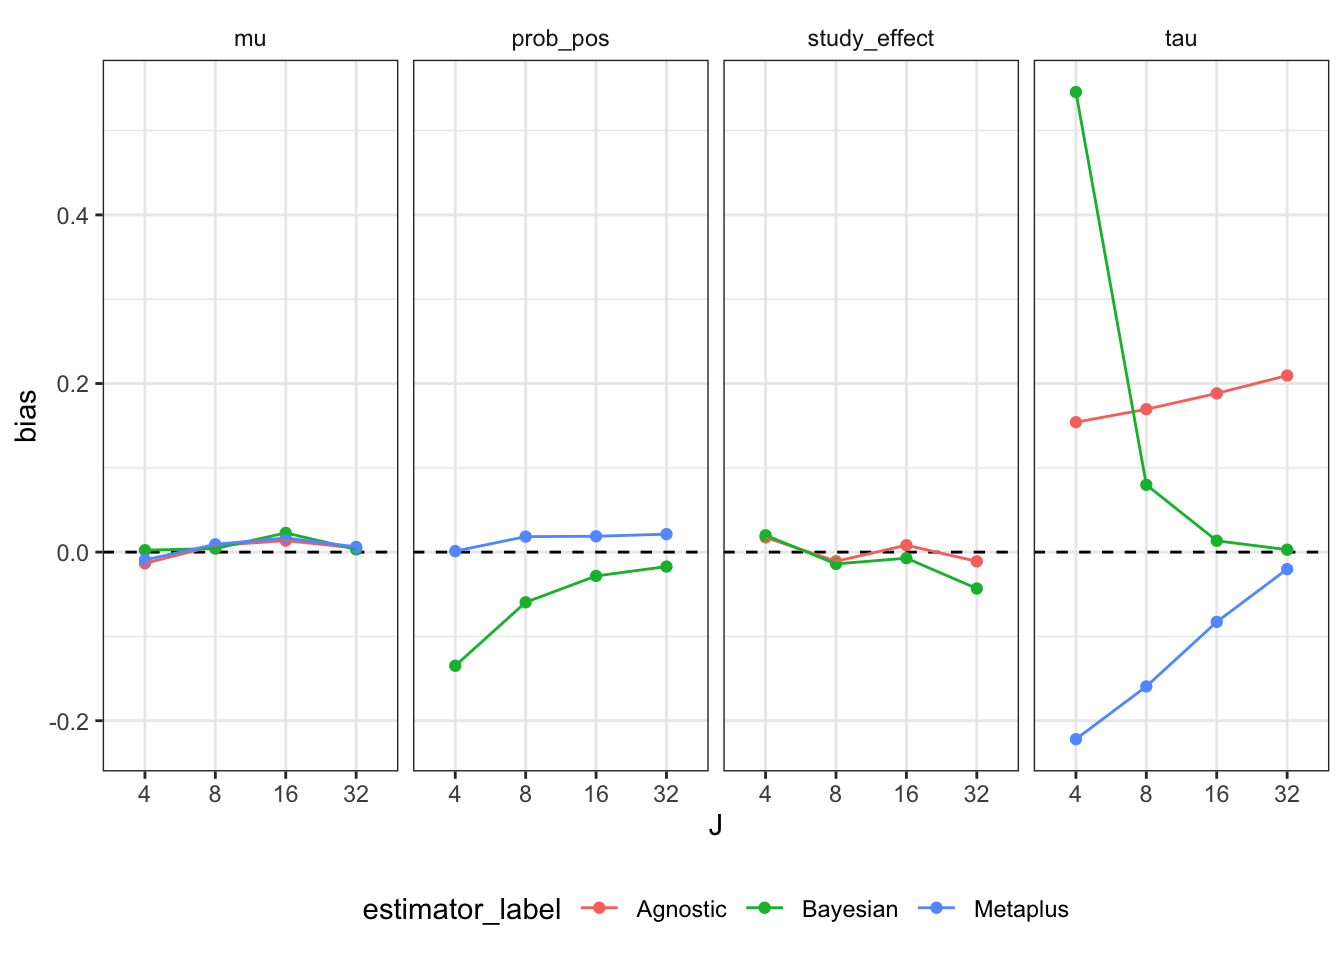 mu prob_pos study_effect tau
bias
0.4
0.2
0.0
-0.2
4 8 16 32 4 8 16 32 4 8 16 32 4 8 16 32
J
estimator_label Agnostic Bayesian Metaplus